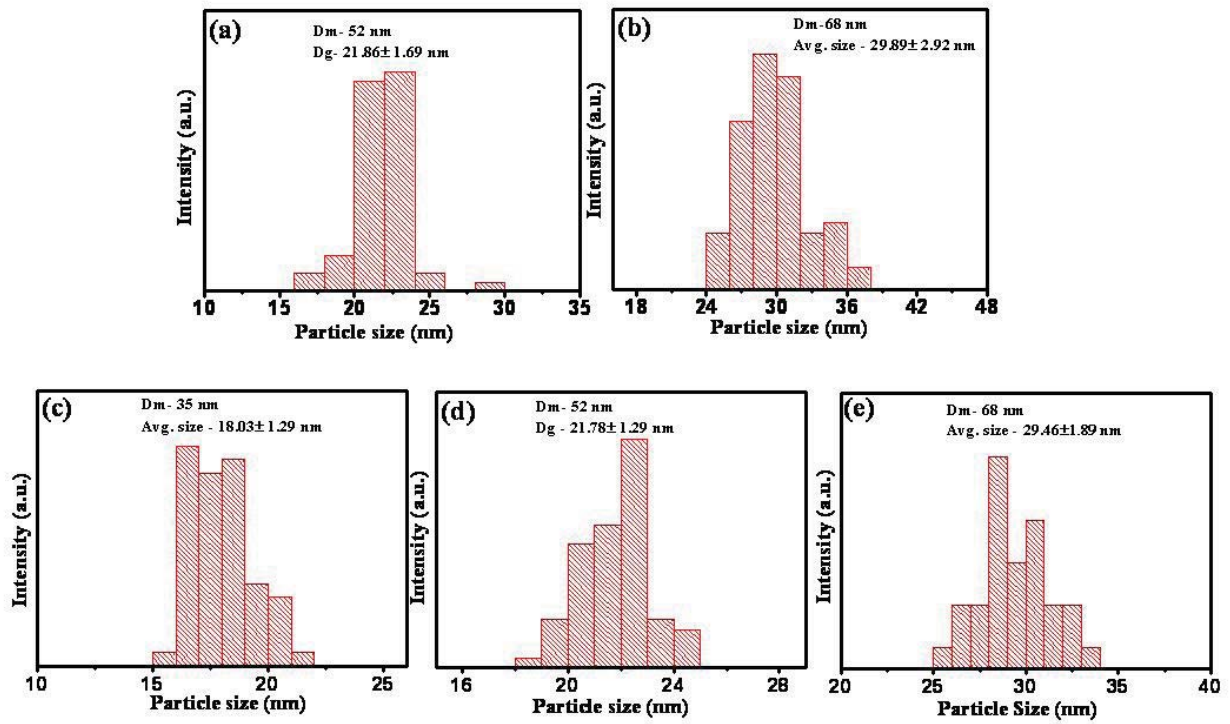 (a)
Dm- 52 nm
Dg- 21.86± 1.69 nm
Intensity (a.u.)
10 15 20 25 30 35
Particle size (nm)
(b)
Dm-68 nm
Avg. size - 29.89± 2.92 nm
Intensity (a.u.)
18 24 30 36 42 48
Particle size (nm)
(c)
Dm- 35 nm
Avg. size - 18.03± 1.29 nm
Intensity (a.u.)
10 15 20 25
Particle size (nm)
(d)
Dm- 52 nm
Dg - 21.78± 1.29 nm
Intensity (a.u.)
16 20 24 28
Particle size (nm)
(e)
Dm- 68 nm
Avg. size - 29.46±1.89 nm
Intensity (a.u.)
20 25 30 35 40
Particle Size (nm)